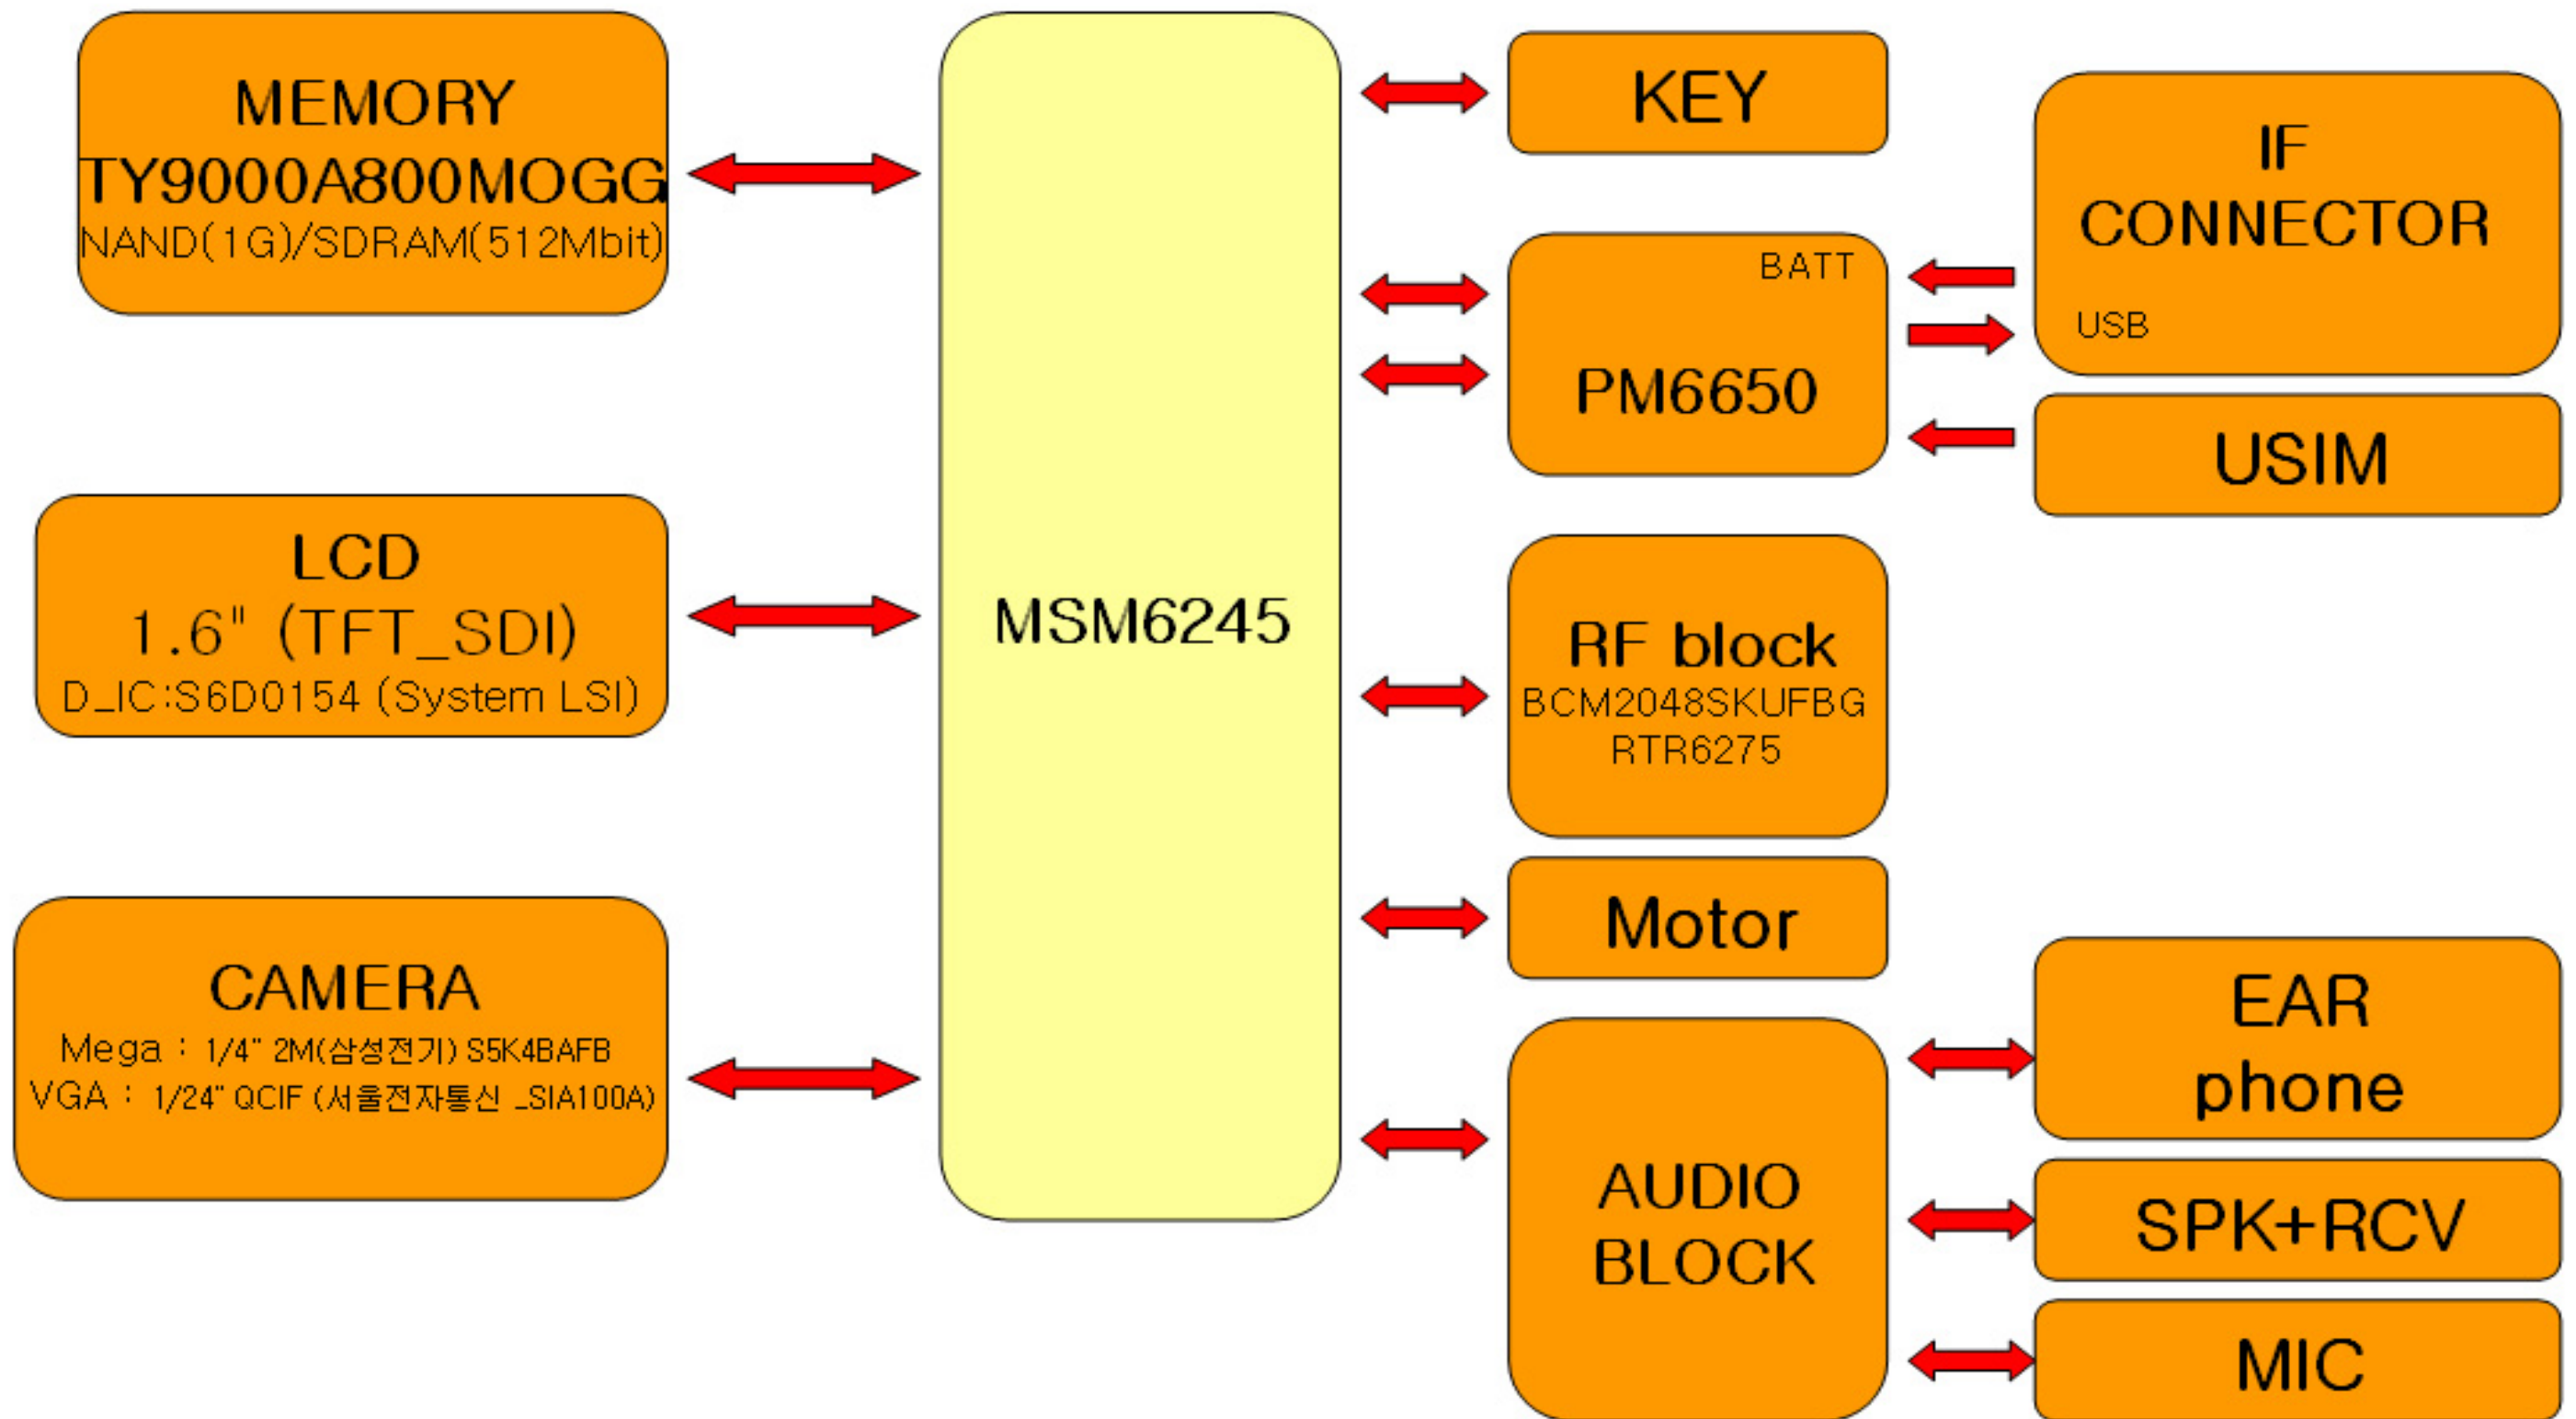 MEMORY
TY9000A800MOGG
NAND(1G)/SDRAM(512Mbit)
LCD
1.6" (TFT_SDI)
D_IC:S6D0154 (System LSI)
CAMERA
Mega : 1/4" 2M(삼성전기) S5K4BAFB
VGA : 1/24" QCIF (서울전자통신 _SIA100A)
MSM6245
KEY
BATT
PM6650
RF block
BCM2048SKUFBG
RTR6275
Motor
AUDIO
BLOCK
IF
CONNECTOR
USB
USIM
EAR
phone
SPK+RCV
MIC